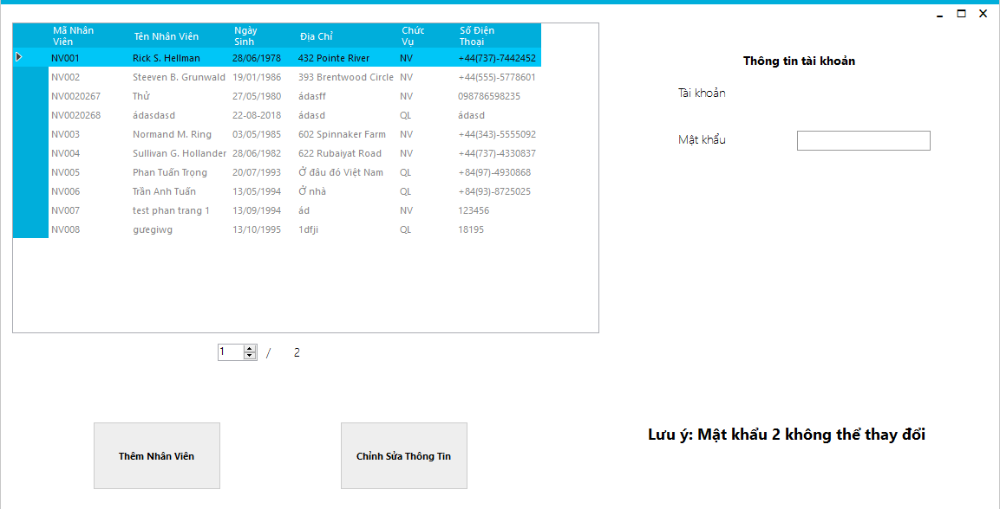 Mã Nhân Viên Tên Nhân Viên Ngày Sinh Địa Chỉ Chức Vụ Số Điện Thoại
NV001 Rick S. Hellman 28/06/1978 432 Pointe River NV +44(737)-7442452
NV002 Steeven B. Grunwald 19/01/1986 393 Brentwood Circle NV +44(555)-5778601
NV0020267 Thử 27/05/1980 ádasff NV 098786598235
NV0020268 ádasdasd 22-08-2018 ádasd QL ádasd
NV003 Normand M. Ring 03/05/1985 602 Spinnaker Farm NV +44(343)-5555092
NV004 Sullivan G. Hollander 28/06/1982 622 Rubaiyat Road NV +44(737)-4330837
NV005 Phan Tuấn Trọng 20/07/1993 Ở đâu đó Việt Nam QL +84(97)-4930868
NV006 Trần Anh Tuấn 13/05/1994 Ở nhà QL +84(93)-8725025
NV007 test phan trang 1 13/09/1994 ád NV 123456
NV008 gưegiwg 13/10/1995 1dfji QL 18195
1 / 2
Thêm Nhân Viên
Chỉnh Sửa Thông Tin
Thông tin tài khoản
Tài khoản
Mật khẩu
Lưu ý: Mật khẩu 2 không thể thay đổi